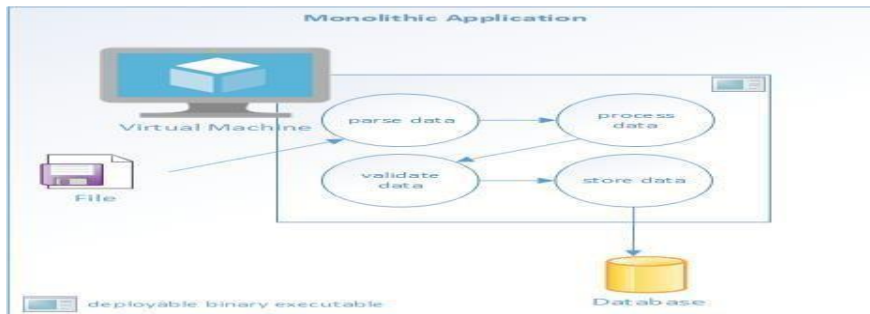 Monolithic Application
Virtual Machine
parse data
process
data
File
validate
data
store data
Database
deployable binary executable